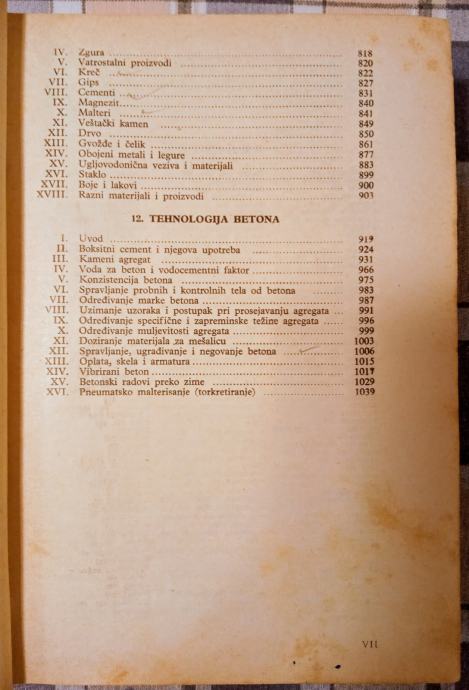 IV. Zgura 818
V. Vatrostalni proizvodi 820
VI. Kreč 822
VII. Gips 827
VIII. Cementi 831
IX. Magnezit 840
X. Malteri 841
XI. Veštački kamen 849
XII. Drvo 850
XIII. Gvožđe i čelik 861
XIV. Obojeni metali i legure 877
XV. Ugljovodonična veziva i materijali 883
XVI. Staklo 899
XVII. Boje i lakovi 900
XVIII. Razni materijali i proizvodi 903
12. TEHNOLOGIJA BETONA
I. Uvod 919
II. Boksitni cement i njegova upotreba 924
III. Kameni agregat 931
IV. Voda za beton i vodocementni faktor 966
V. Konzistencija betona 975
VI. Spravljanje probnih i kontrolnih tela od betona 983
VII. Određivanje marke betona 987
VIII. Uzimanje uzoraka i postupak pri prosejavanju agregata 991
IX. Određivanje specifične i zapreminske težine agregata 996
X. Određivanje muljevitosti agregata 999
XI. Doziranje materijala za mešalicu 1003
XII. Spravljanje, ugrađivanje i negovanje betona 1006
XIII. Oplata, skela i armatura 1015
XIV. Vibrirani beton 1017
XV. Betonski radovi preko zime 1029
XVI. Pneumatsko malterisanje (torkretiranje) 1039
VII